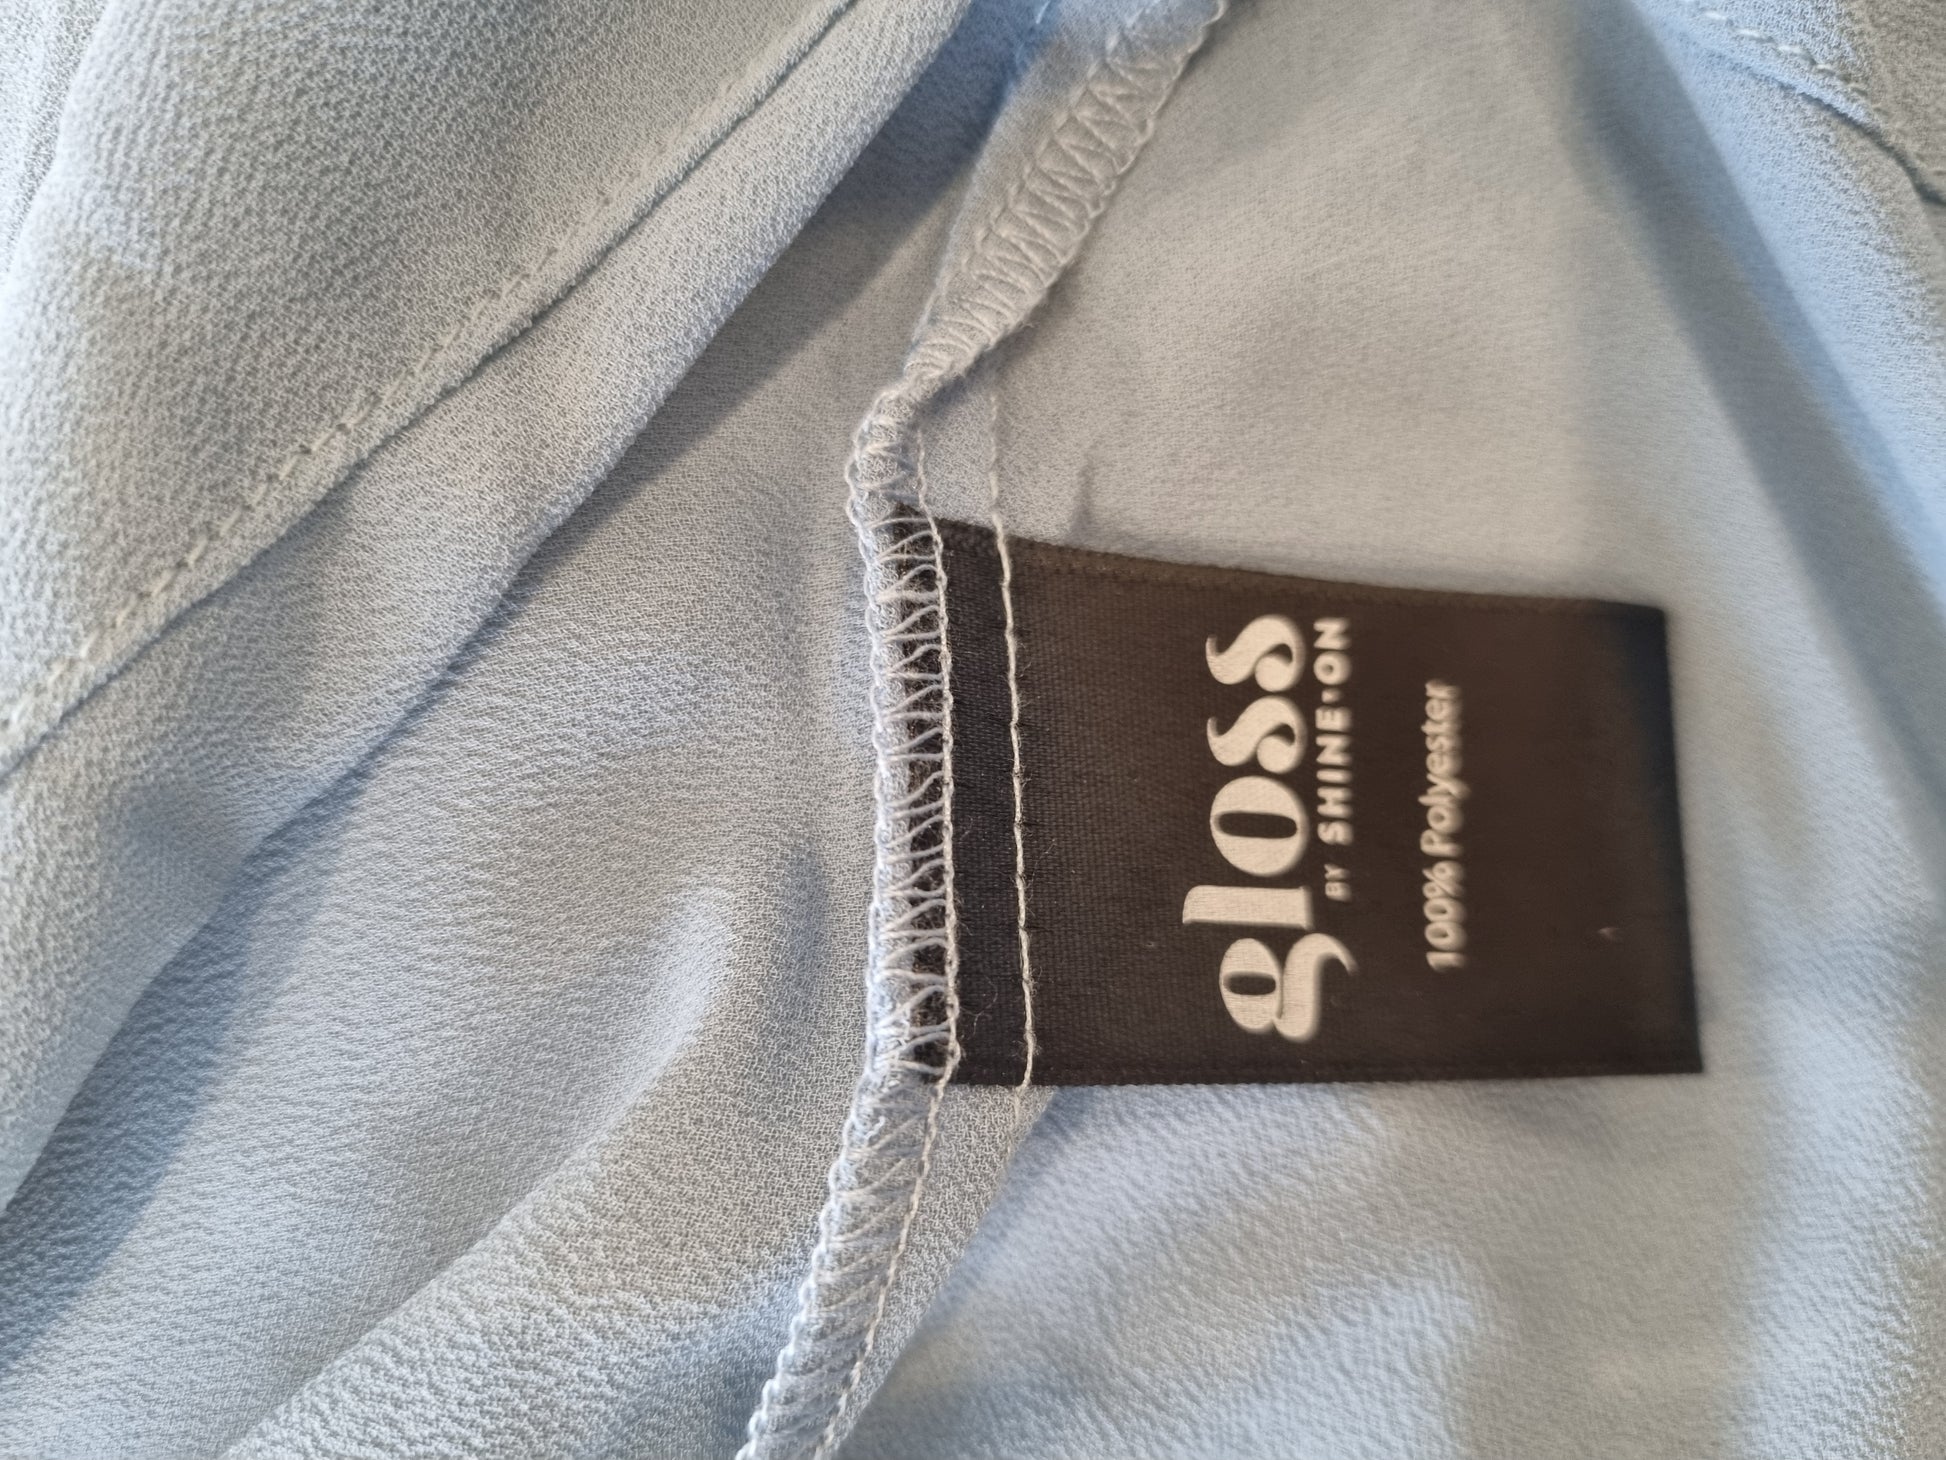 gloss
BY SHINE•ON
100% Polyester